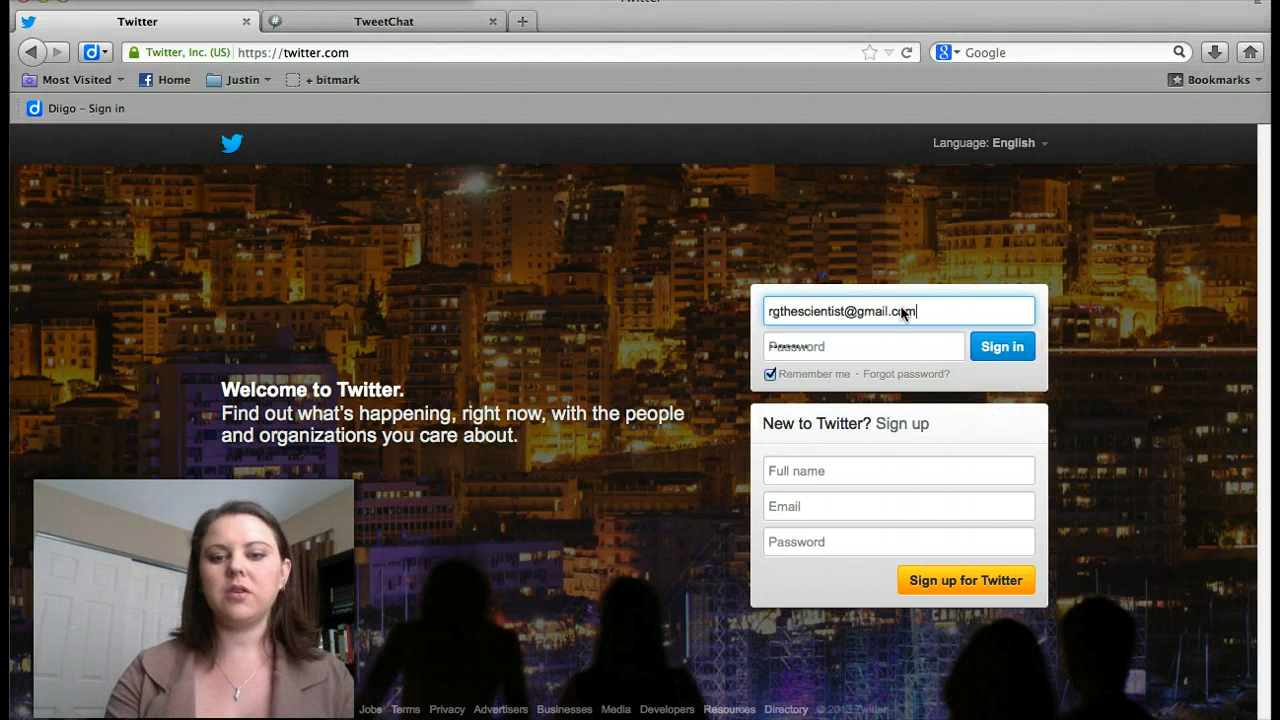 Twitter
Twitter
TweetChat
Twitter, Inc. (US)
https://twitter.com
Google
Most Visited
Home
Justin
+ bitmark
Bookmarks
Diigo – Sign in
Language: English
rgthescientist@gmail.com
Password
Sign in
Remember me · Forgot password?
Welcome to Twitter.
Find out what's happening, right now, with the people
and organizations you care about.
New to Twitter? Sign up
Full name
Email
Password
Sign up for Twitter
Jobs Terms Privacy Advertisers Businesses Media Developers Resources Directory © 2013 Twitter